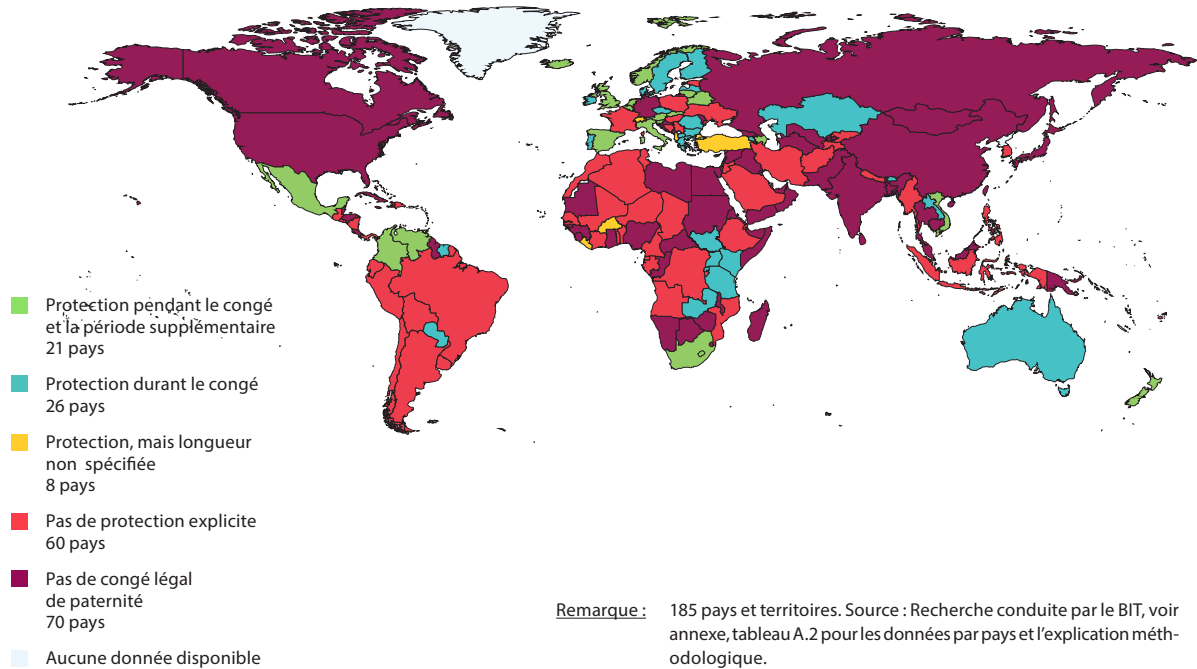 Protection pendant le congé
et la période supplémentaire
21 pays
Protection durant le congé
26 pays
Protection, mais longueur
non spécifiée
8 pays
Pas de protection explicite
60 pays
Pas de congé légal
de paternité
70 pays
Aucune donnée disponible
Remarque : 185 pays et territoires. Source : Recherche conduite par le BIT, voir
annexe, tableau A.2 pour les données par pays et l'explication méth-
odologique.